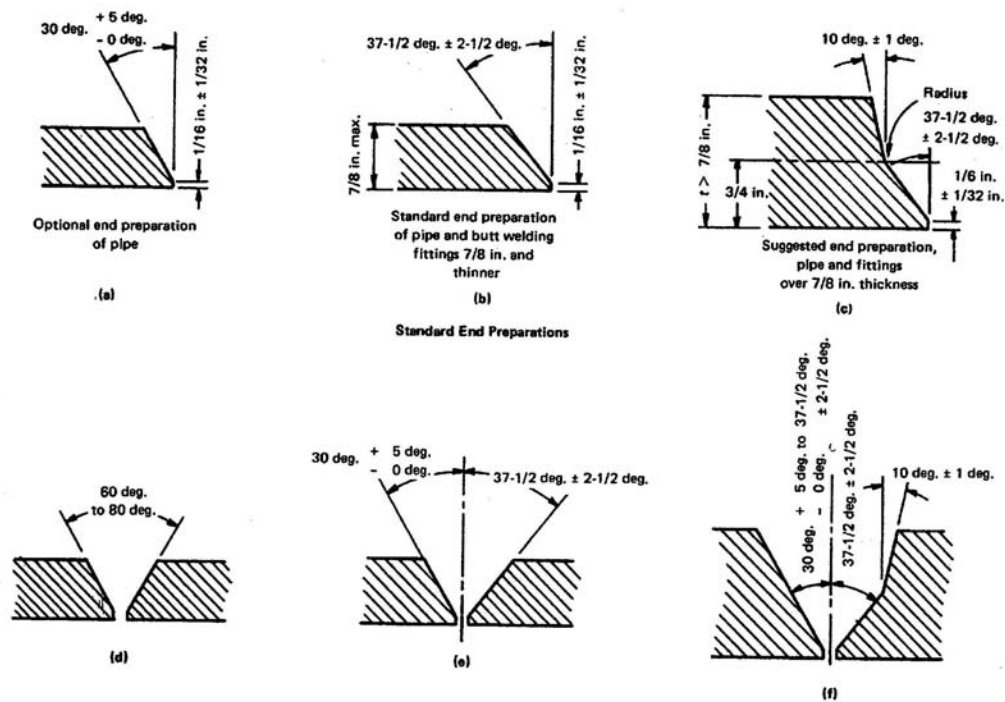 30 deg. + 5 deg.
- 0 deg.
1/16 in. ± 1/32 in.
Optional end preparation
of pipe
.(a)
37-1/2 deg. ± 2-1/2 deg.
7/8 in. max.
1/16 in. ± 1/32 in.
Standard end preparation
of pipe and butt welding
fittings 7/8 in. and
thinner
(b)
10 deg. ± 1 deg.
Radius
37-1/2 deg.
± 2-1/2 deg.
t > 7/8 in.
3/4 in.
1/6 in.
± 1/32 in.
Suggested end preparation,
pipe and fittings
over 7/8 in. thickness
(c)
Standard End Preparations
60 deg.
to 80 deg.
(d)
30 deg. + 5 deg.
- 0 deg.
37-1/2 deg. ± 2-1/2 deg.
(e)
30 deg. + 5 deg. to 37-1/2 deg.
- 0 deg. ± 2-1/2 deg.
37-1/2 deg. ± 2-1/2 deg.
10 deg. ± 1 deg.
(f)